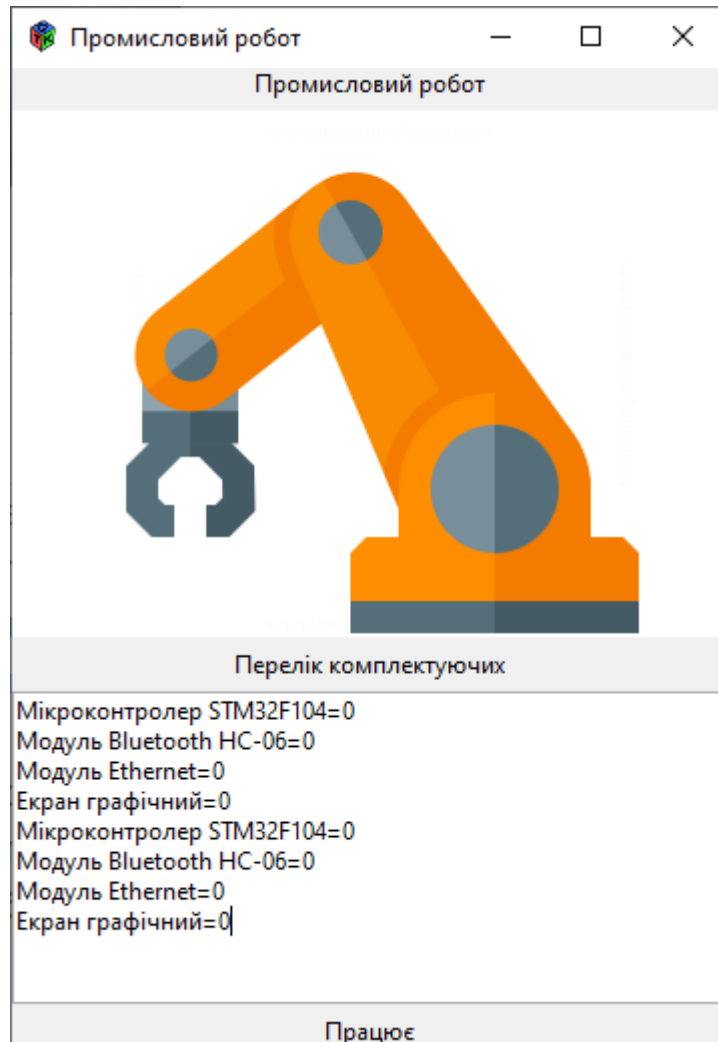 Промисловий робот
Промисловий робот
Перелік комплектуючих
Мікроконтролер STM32F104=0
Модуль Bluetooth HC-06=0
Модуль Ethernet=0
Екран графічний=0
Мікроконтролер STM32F104=0
Модуль Bluetooth HC-06=0
Модуль Ethernet=0
Екран графічний=0
Працює